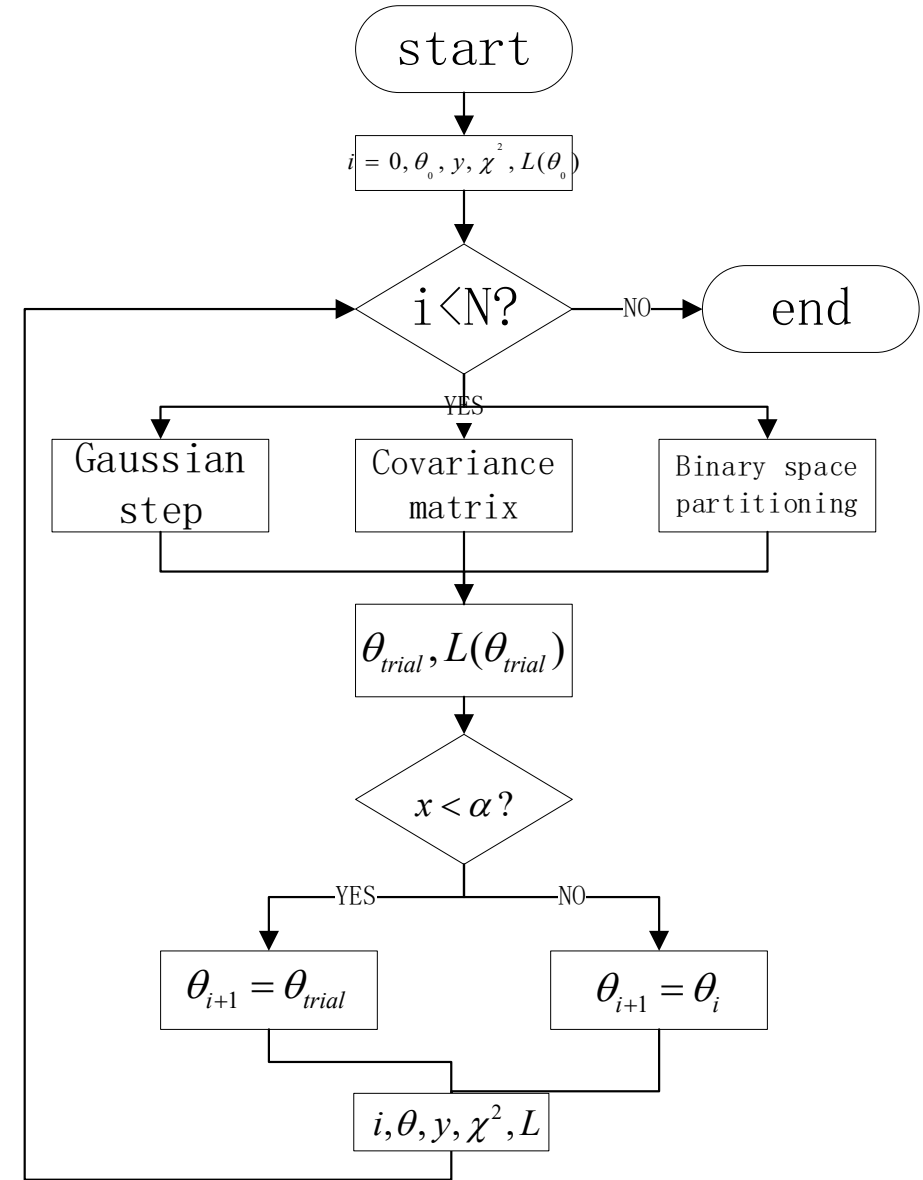 start
i = 0, θ₀, y, χ², L(θ₀)
i<N?
NO
end
YES
Gaussian
step
Covariance
matrix
Binary space
partitioning
θ_trial, L(θ_trial)
x < α?
YES
NO
θ_{i+1} = θ_trial
θ_{i+1} = θ_i
i, θ, y, χ², L